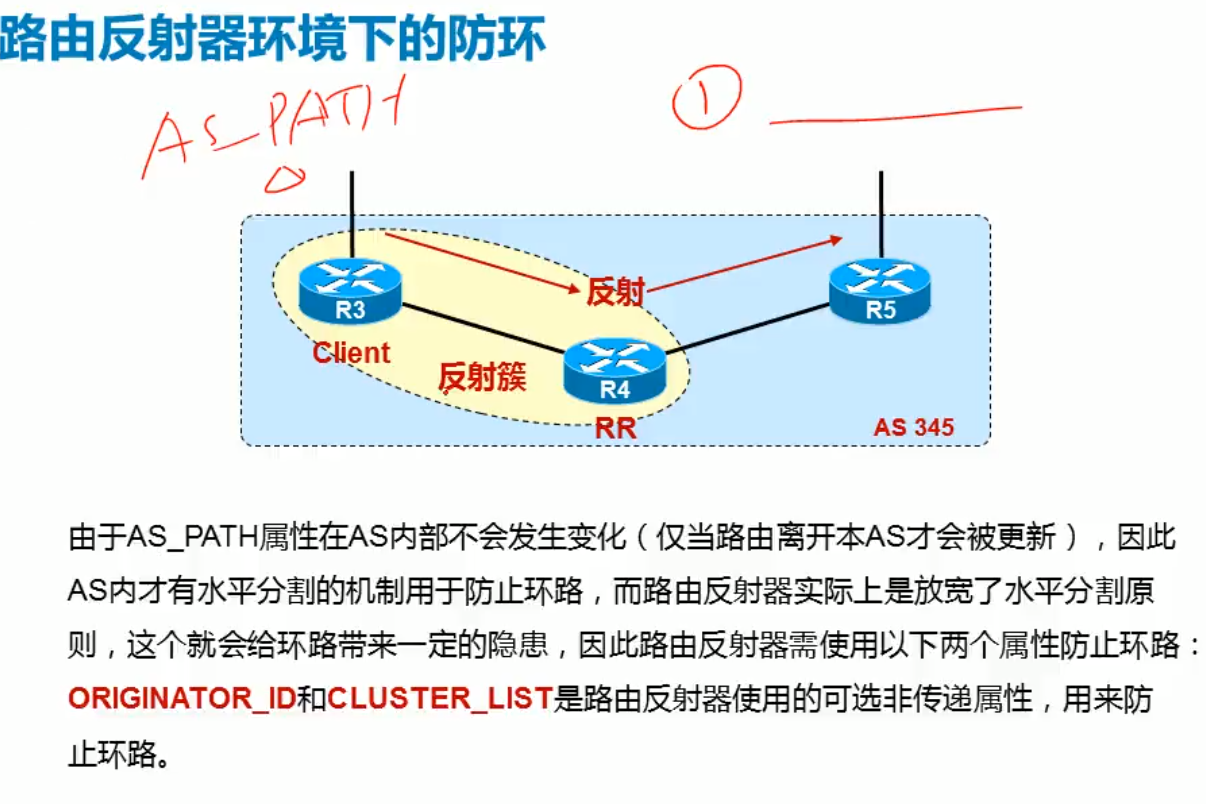 路由反射器环境下的防环
AS_PATH
①
反射
R3
R5
Client
反射簇
R4
RR
AS 345
由于AS_PATH属性在AS内部不会发生变化（仅当路由离开本AS才会被更新），因此
AS内才有水平分割的机制用于防止环路，而路由反射器实际上是放宽了水平分割原
则，这个就会给环路带来一定的隐患，因此路由反射器需使用以下两个属性防止环路：
ORIGINATOR_ID和CLUSTER_LIST是路由反射器使用的可选非传递属性，用来防
止环路。